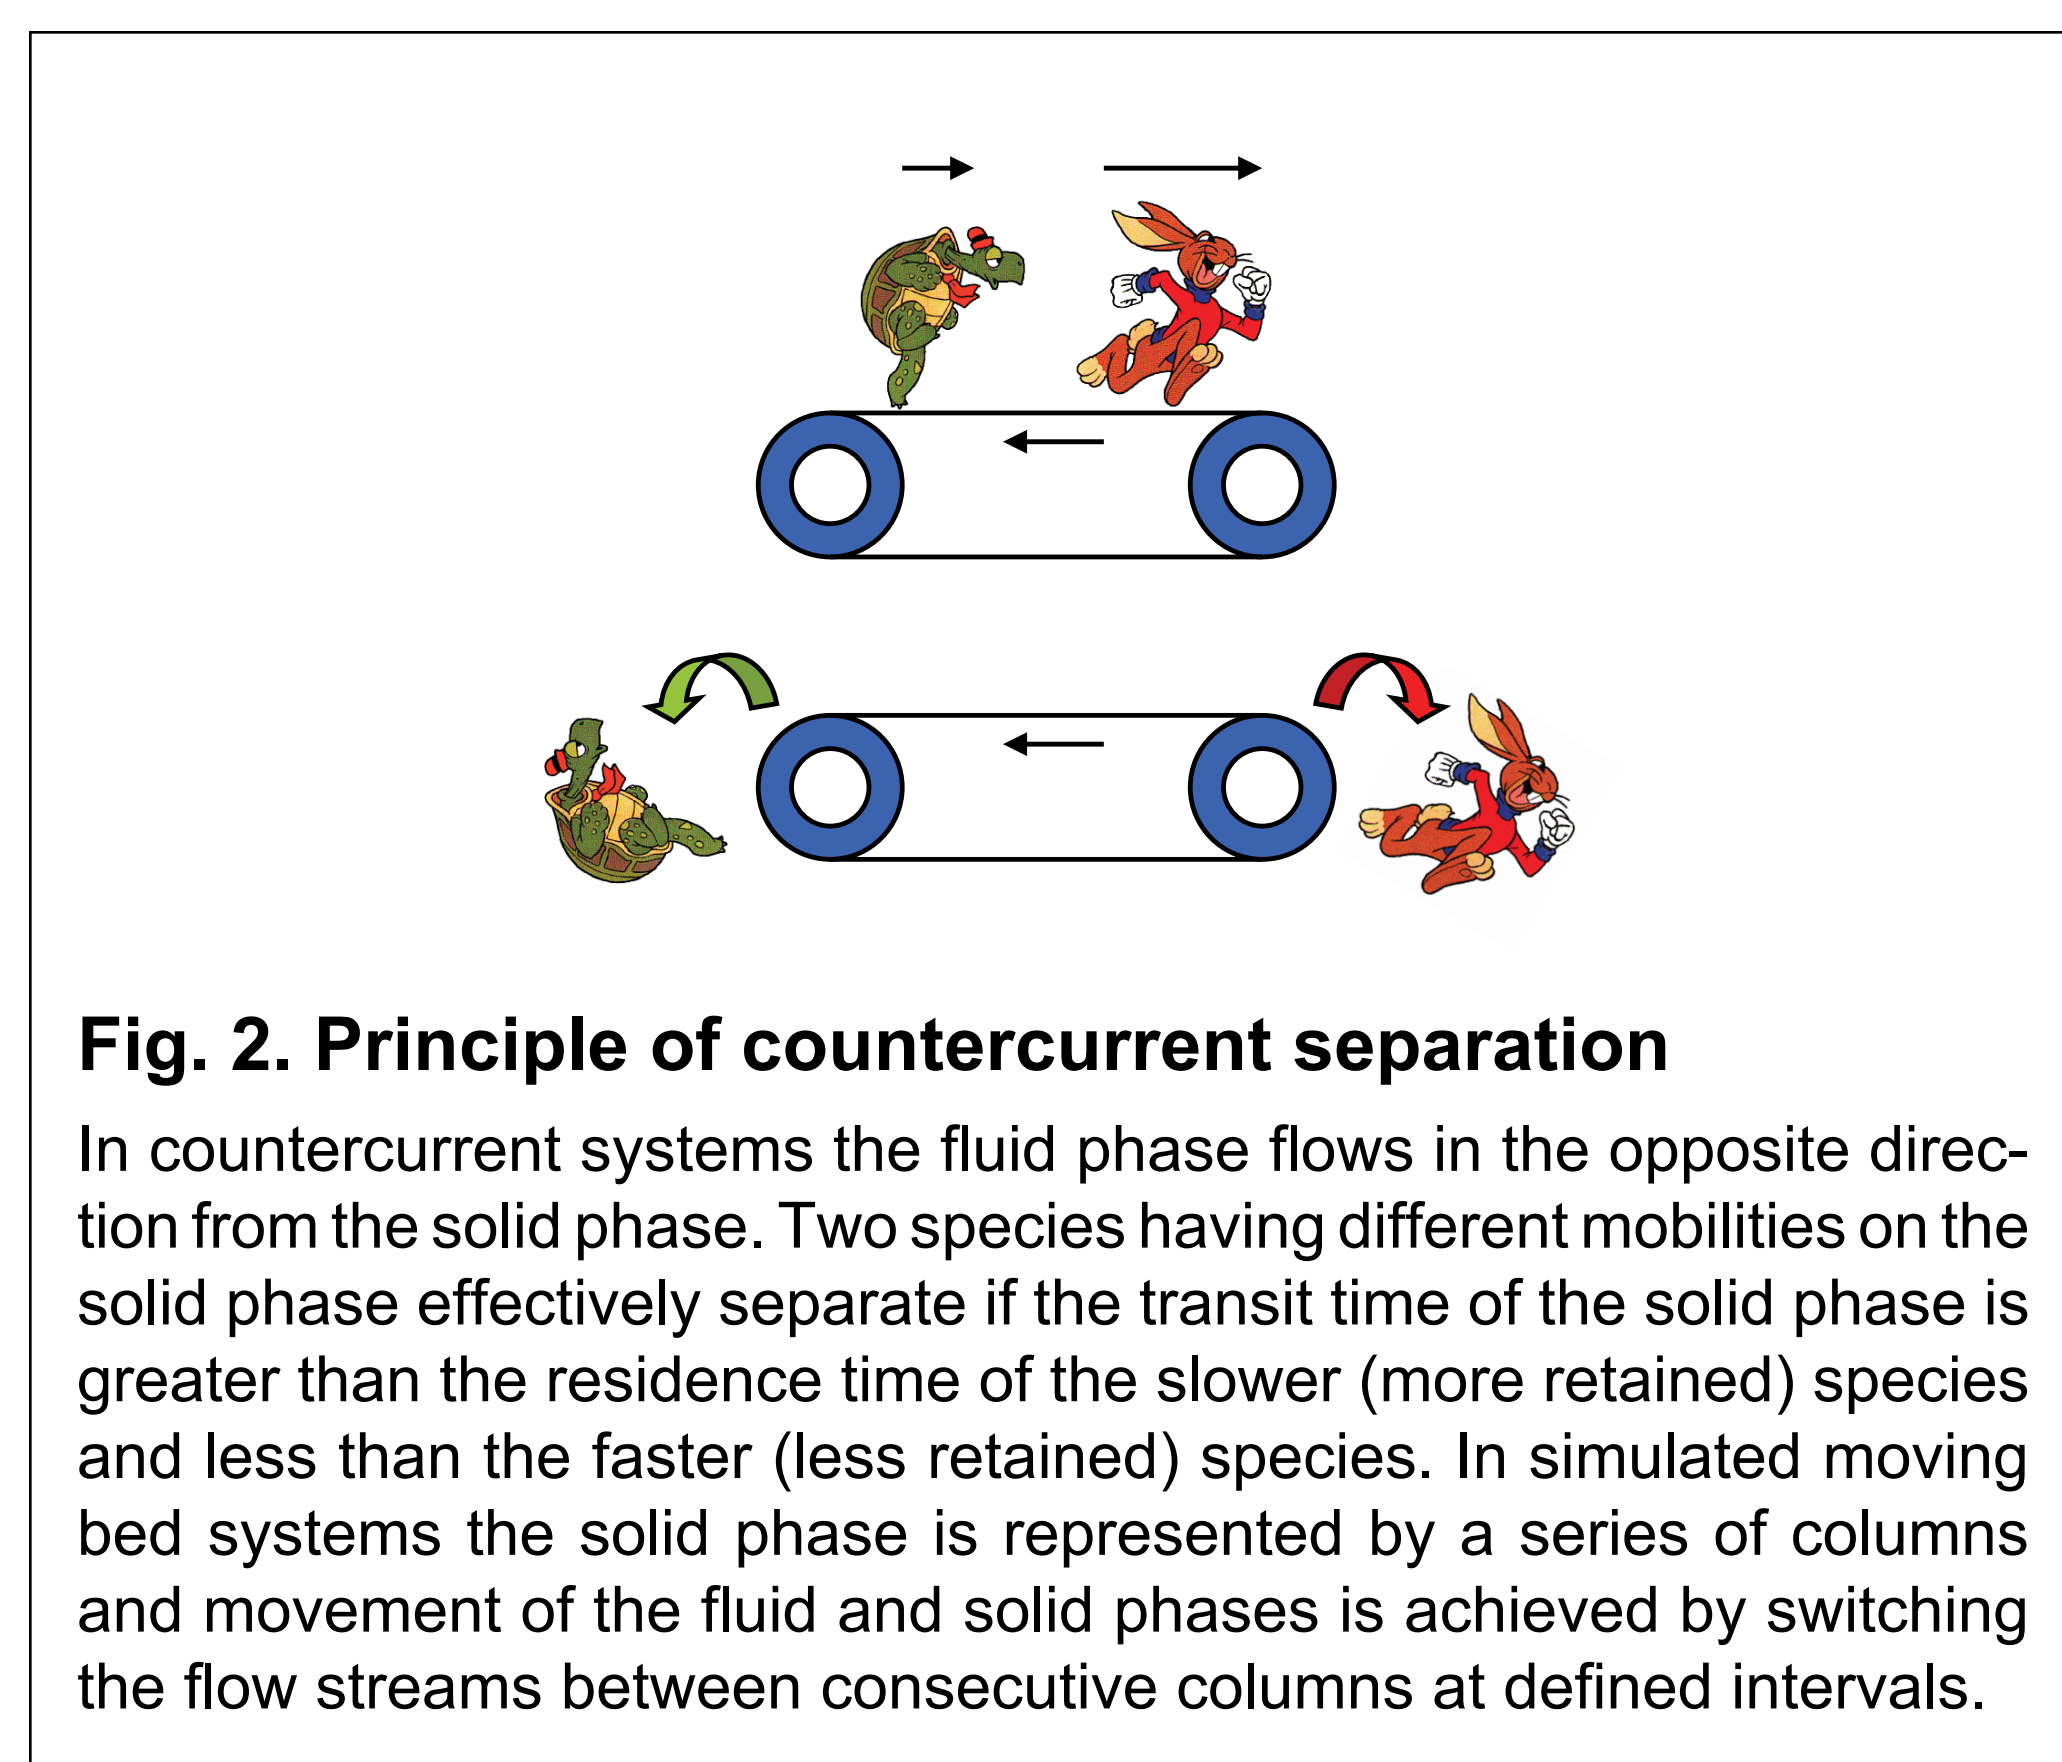 Fig. 2. Principle of countercurrent separation
In countercurrent systems the fluid phase flows in the opposite direc-
tion from the solid phase. Two species having different mobilities on the
solid phase effectively separate if the transit time of the solid phase is
greater than the residence time of the slower (more retained) species
and less than the faster (less retained) species. In simulated moving
bed systems the solid phase is represented by a series of columns
and movement of the fluid and solid phases is achieved by switching
the flow streams between consecutive columns at defined intervals.